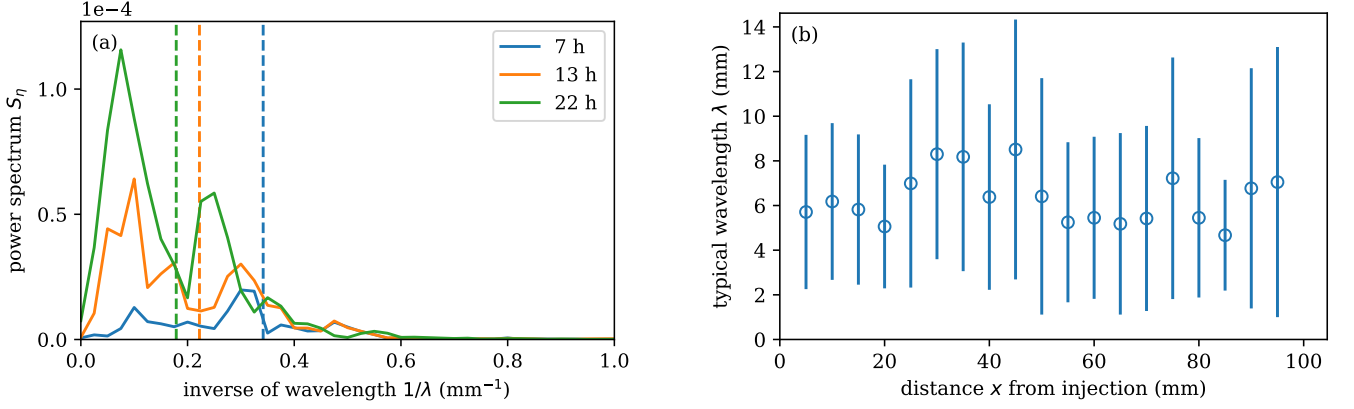 1e−4
(a)
7 h
13 h
22 h
power spectrum Sη
1.0
0.5
0.0
0.0 0.2 0.4 0.6 0.8 1.0
inverse of wavelength 1/λ (mm⁻¹)
(b)
typical wavelength λ (mm)
14
12
10
8
6
4
2
0
0 20 40 60 80 100
distance x from injection (mm)